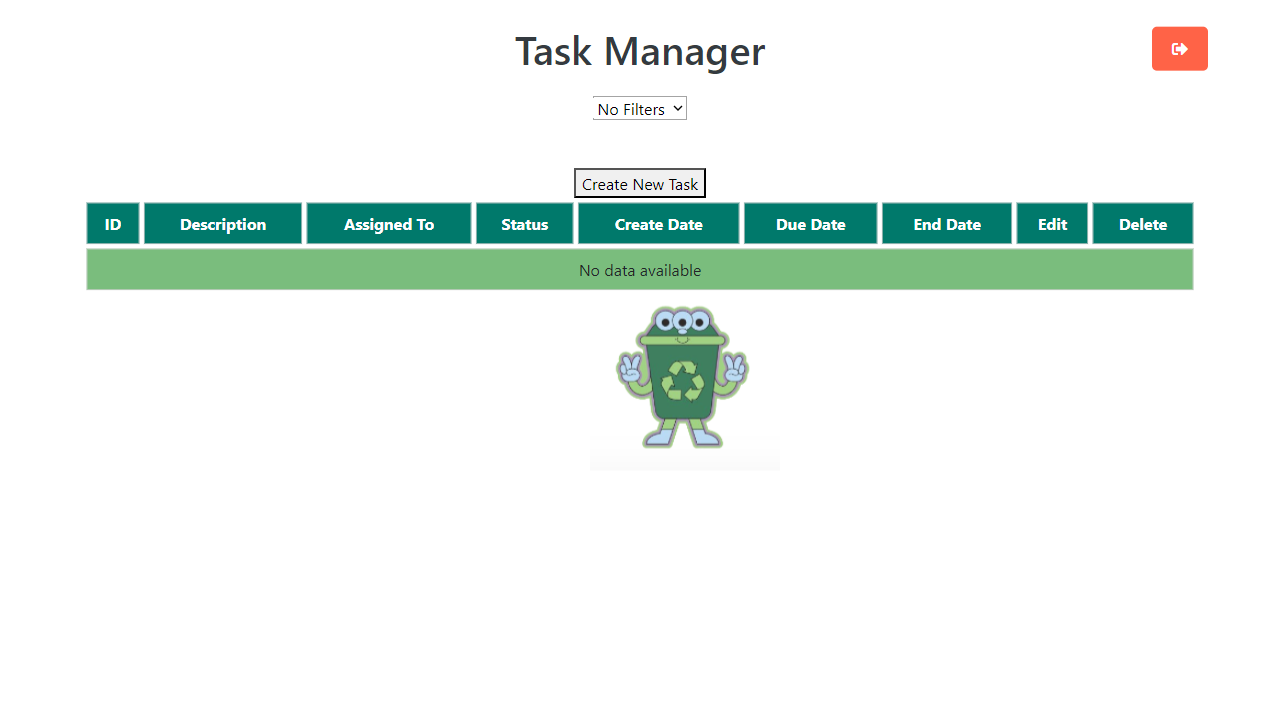 Task Manager
No Filters
Create New Task
ID Description Assigned To Status Create Date Due Date End Date Edit Delete
No data available